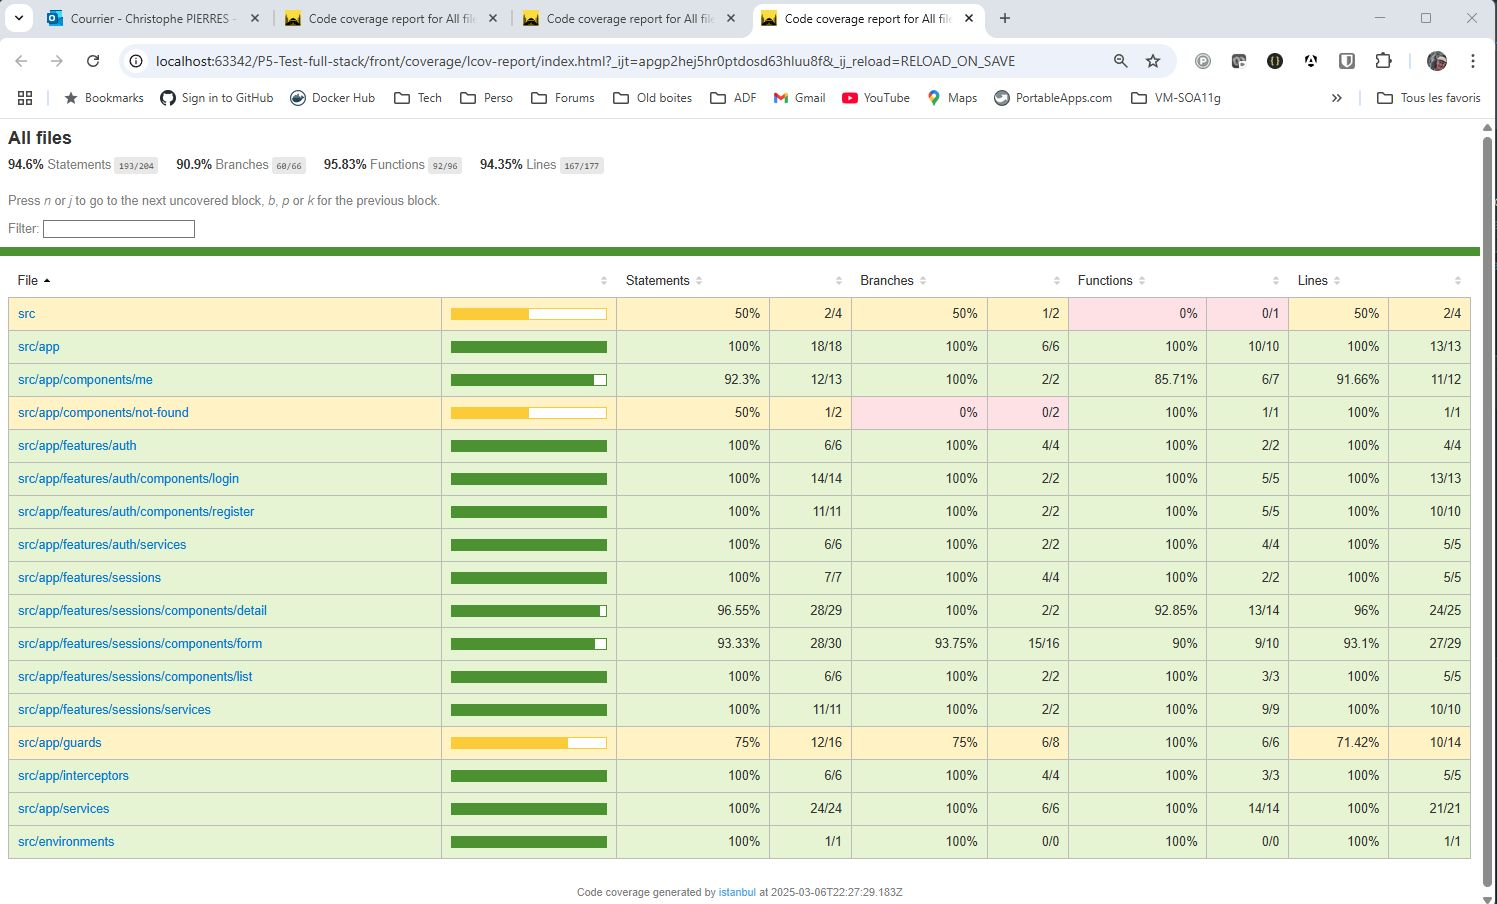 Courrier - Christophe PIERRES -
Code coverage report for All file
Code coverage report for All file
Code coverage report for All file
localhost:63342/P5-Test-full-stack/front/coverage/lcov-report/index.html?_ijt=apgp2hej5hr0ptdosd63hluu8f&_ij_reload=RELOAD_ON_SAVE
Bookmarks Sign in to GitHub Docker Hub Tech Perso Forums Old boites ADF Gmail YouTube Maps PortableApps.com VM-SOA11g » Tous les favoris
All files
94.6% Statements 193/204 90.9% Branches 60/66 95.83% Functions 92/96 94.35% Lines 167/177
Press n or j to go to the next uncovered block, b, p or k for the previous block.
Filter:
File Statements Branches Functions Lines
src 50% 2/4 50% 1/2 0% 0/1 50% 2/4
src/app 100% 18/18 100% 6/6 100% 10/10 100% 13/13
src/app/components/me 92.3% 12/13 100% 2/2 85.71% 6/7 91.66% 11/12
src/app/components/not-found 50% 1/2 0% 0/2 100% 1/1 100% 1/1
src/app/features/auth 100% 6/6 100% 4/4 100% 2/2 100% 4/4
src/app/features/auth/components/login 100% 14/14 100% 2/2 100% 5/5 100% 13/13
src/app/features/auth/components/register 100% 11/11 100% 2/2 100% 5/5 100% 10/10
src/app/features/auth/services 100% 6/6 100% 2/2 100% 4/4 100% 5/5
src/app/features/sessions 100% 7/7 100% 4/4 100% 2/2 100% 5/5
src/app/features/sessions/components/detail 96.55% 28/29 100% 2/2 92.85% 13/14 96% 24/25
src/app/features/sessions/components/form 93.33% 28/30 93.75% 15/16 90% 9/10 93.1% 27/29
src/app/features/sessions/components/list 100% 6/6 100% 2/2 100% 3/3 100% 5/5
src/app/features/sessions/services 100% 11/11 100% 2/2 100% 9/9 100% 10/10
src/app/guards 75% 12/16 75% 6/8 100% 6/6 71.42% 10/14
src/app/interceptors 100% 6/6 100% 4/4 100% 3/3 100% 5/5
src/app/services 100% 24/24 100% 6/6 100% 14/14 100% 21/21
src/environments 100% 1/1 100% 0/0 100% 0/0 100% 1/1
Code coverage generated by istanbul at 2025-03-06T22:27:29.183Z